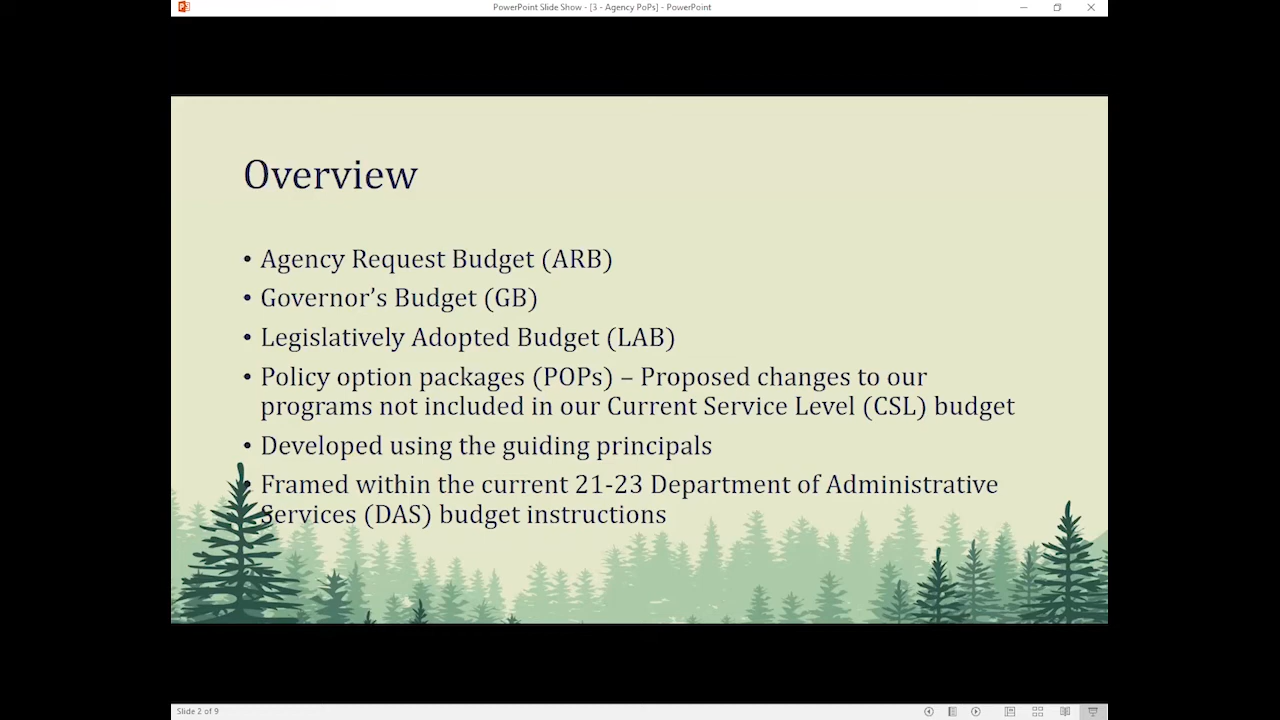 PowerPoint Slide Show - [3 - Agency PoPs] - PowerPoint
Overview
• Agency Request Budget (ARB)
• Governor’s Budget (GB)
• Legislatively Adopted Budget (LAB)
• Policy option packages (POPs) – Proposed changes to our
programs not included in our Current Service Level (CSL) budget
• Developed using the guiding principals
• Framed within the current 21-23 Department of Administrative
Services (DAS) budget instructions
Slide 2 of 9